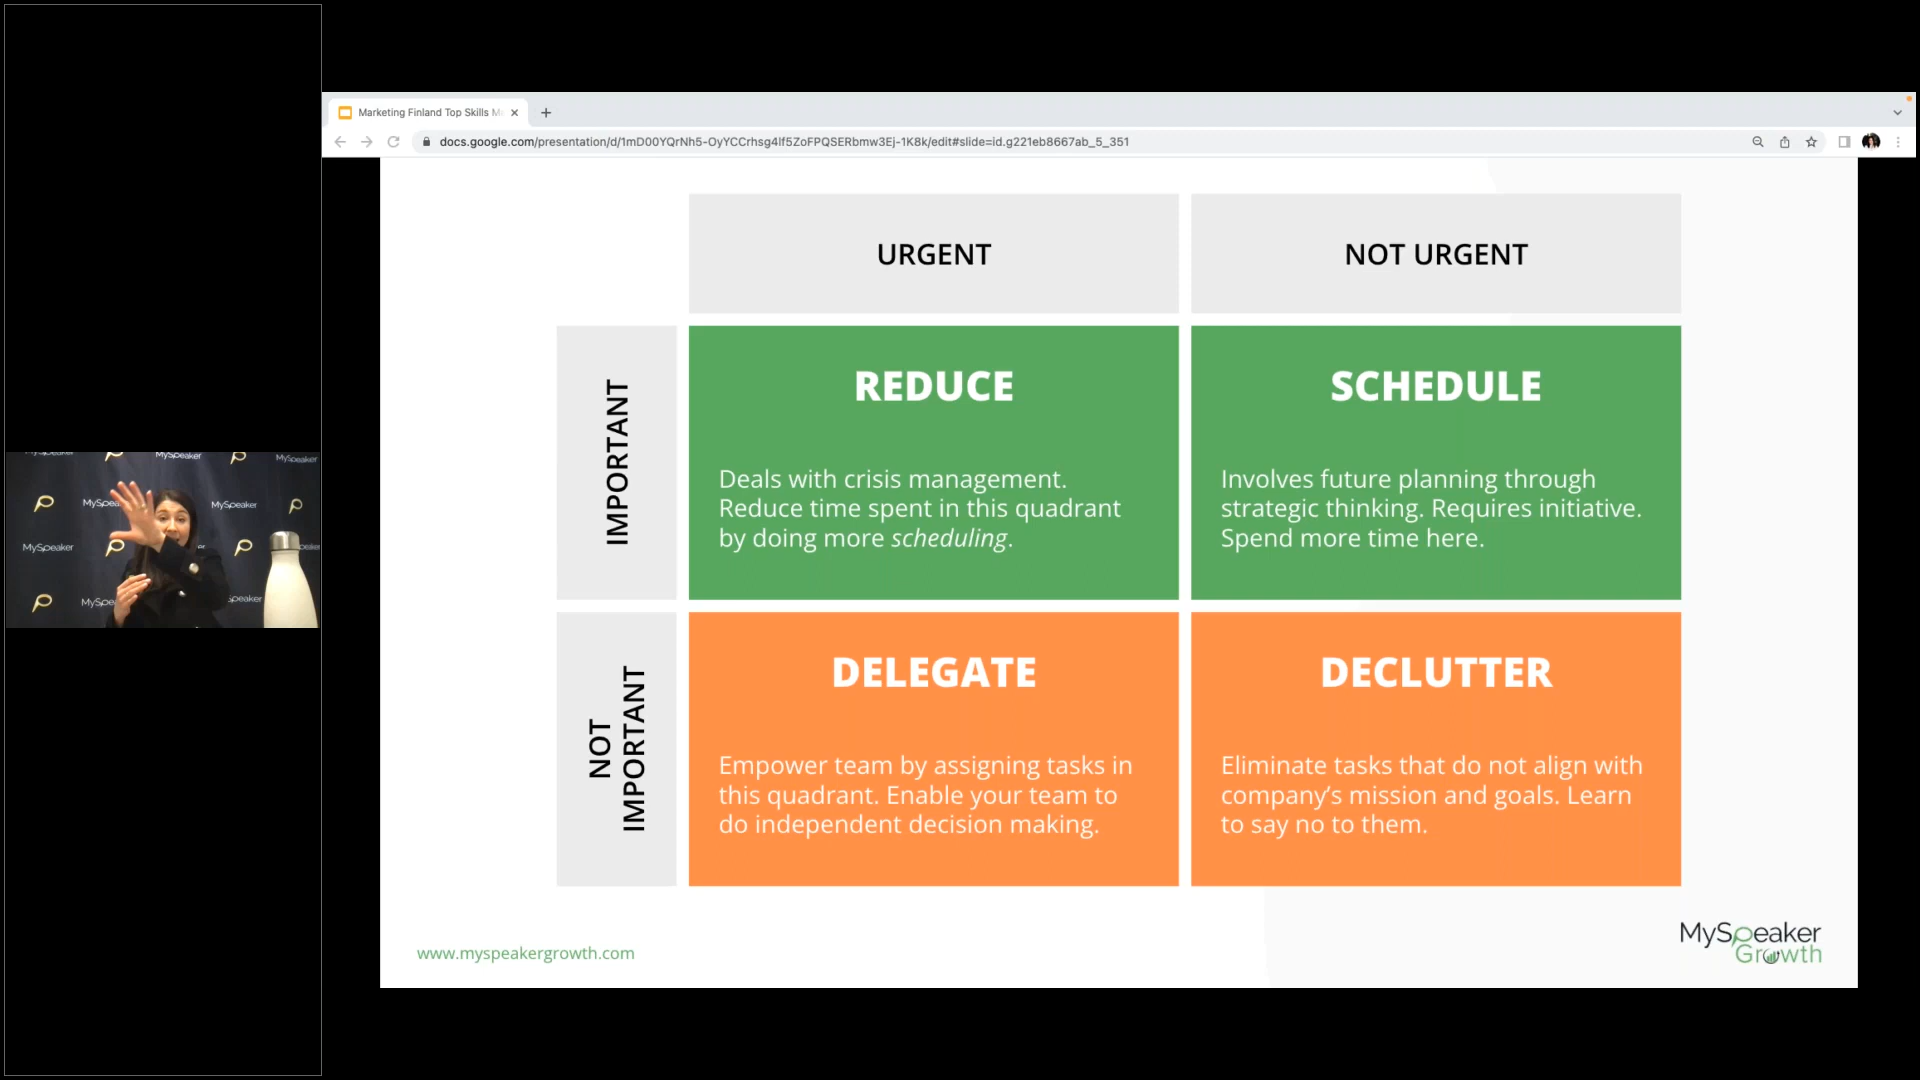 Marketing Finland Top Skills M
docs.google.com/presentation/d/1mD00YQrNh5-OyYCCrhsg4lf5ZoFPQSERbmw3Ej-1K8k/edit#slide=id.g221eb8667ab_5_351
URGENT
NOT URGENT
IMPORTANT
REDUCE
Deals with crisis management.
Reduce time spent in this quadrant
by doing more scheduling.
SCHEDULE
Involves future planning through
strategic thinking. Requires initiative.
Spend more time here.
NOT
IMPORTANT
DELEGATE
Empower team by assigning tasks in
this quadrant. Enable your team to
do independent decision making.
DECLUTTER
Eliminate tasks that do not align with
company's mission and goals. Learn
to say no to them.
www.myspeakergrowth.com
MySpeaker
Growth
MySpeaker
MySpeaker
MySpeaker
MySpeaker